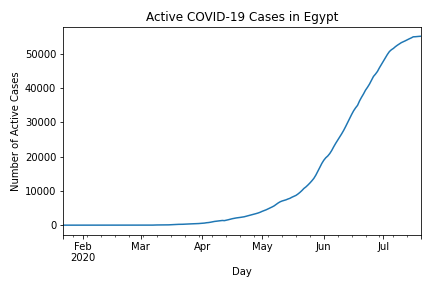 Active COVID-19 Cases in Egypt
Number of Active Cases
50000
40000
30000
20000
10000
0
Feb
2020
Mar
Apr
May
Jun
Jul
Day